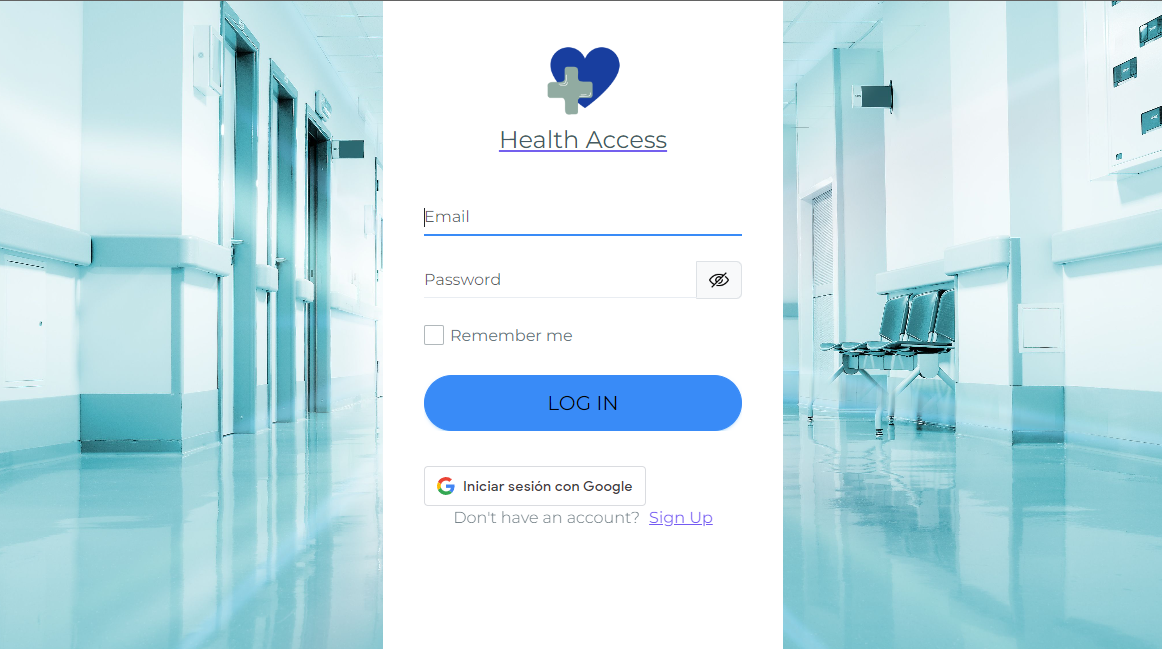 Health Access
Email
Password
Remember me
LOG IN
Iniciar sesión con Google
Don't have an account? Sign Up